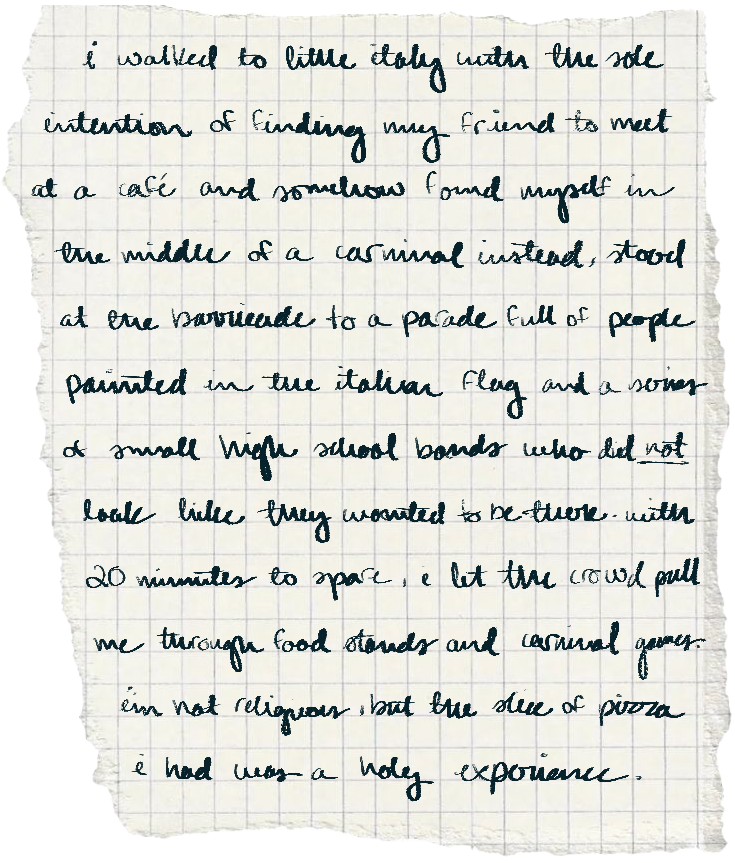 i walked to little italy with the sole
intention of finding my friend to meet
at a café and somehow found myself in
the middle of a carnival instead, stood
at the barricade to a parade full of people
painted in the italian flag and a series
of small high school bands who did not
look like they wanted to be there. with
20 minutes to spare, i let the crowd pull
me through food stands and carnival games.
i'm not religious, but the slice of pizza
i had was a holy experience.